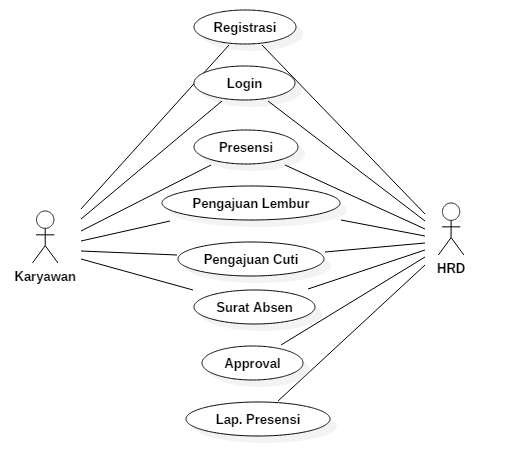 Registrasi
Login
Presensi
Pengajuan Lembur
Pengajuan Cuti
Surat Absen
Approval
Lap. Presensi
Karyawan
HRD